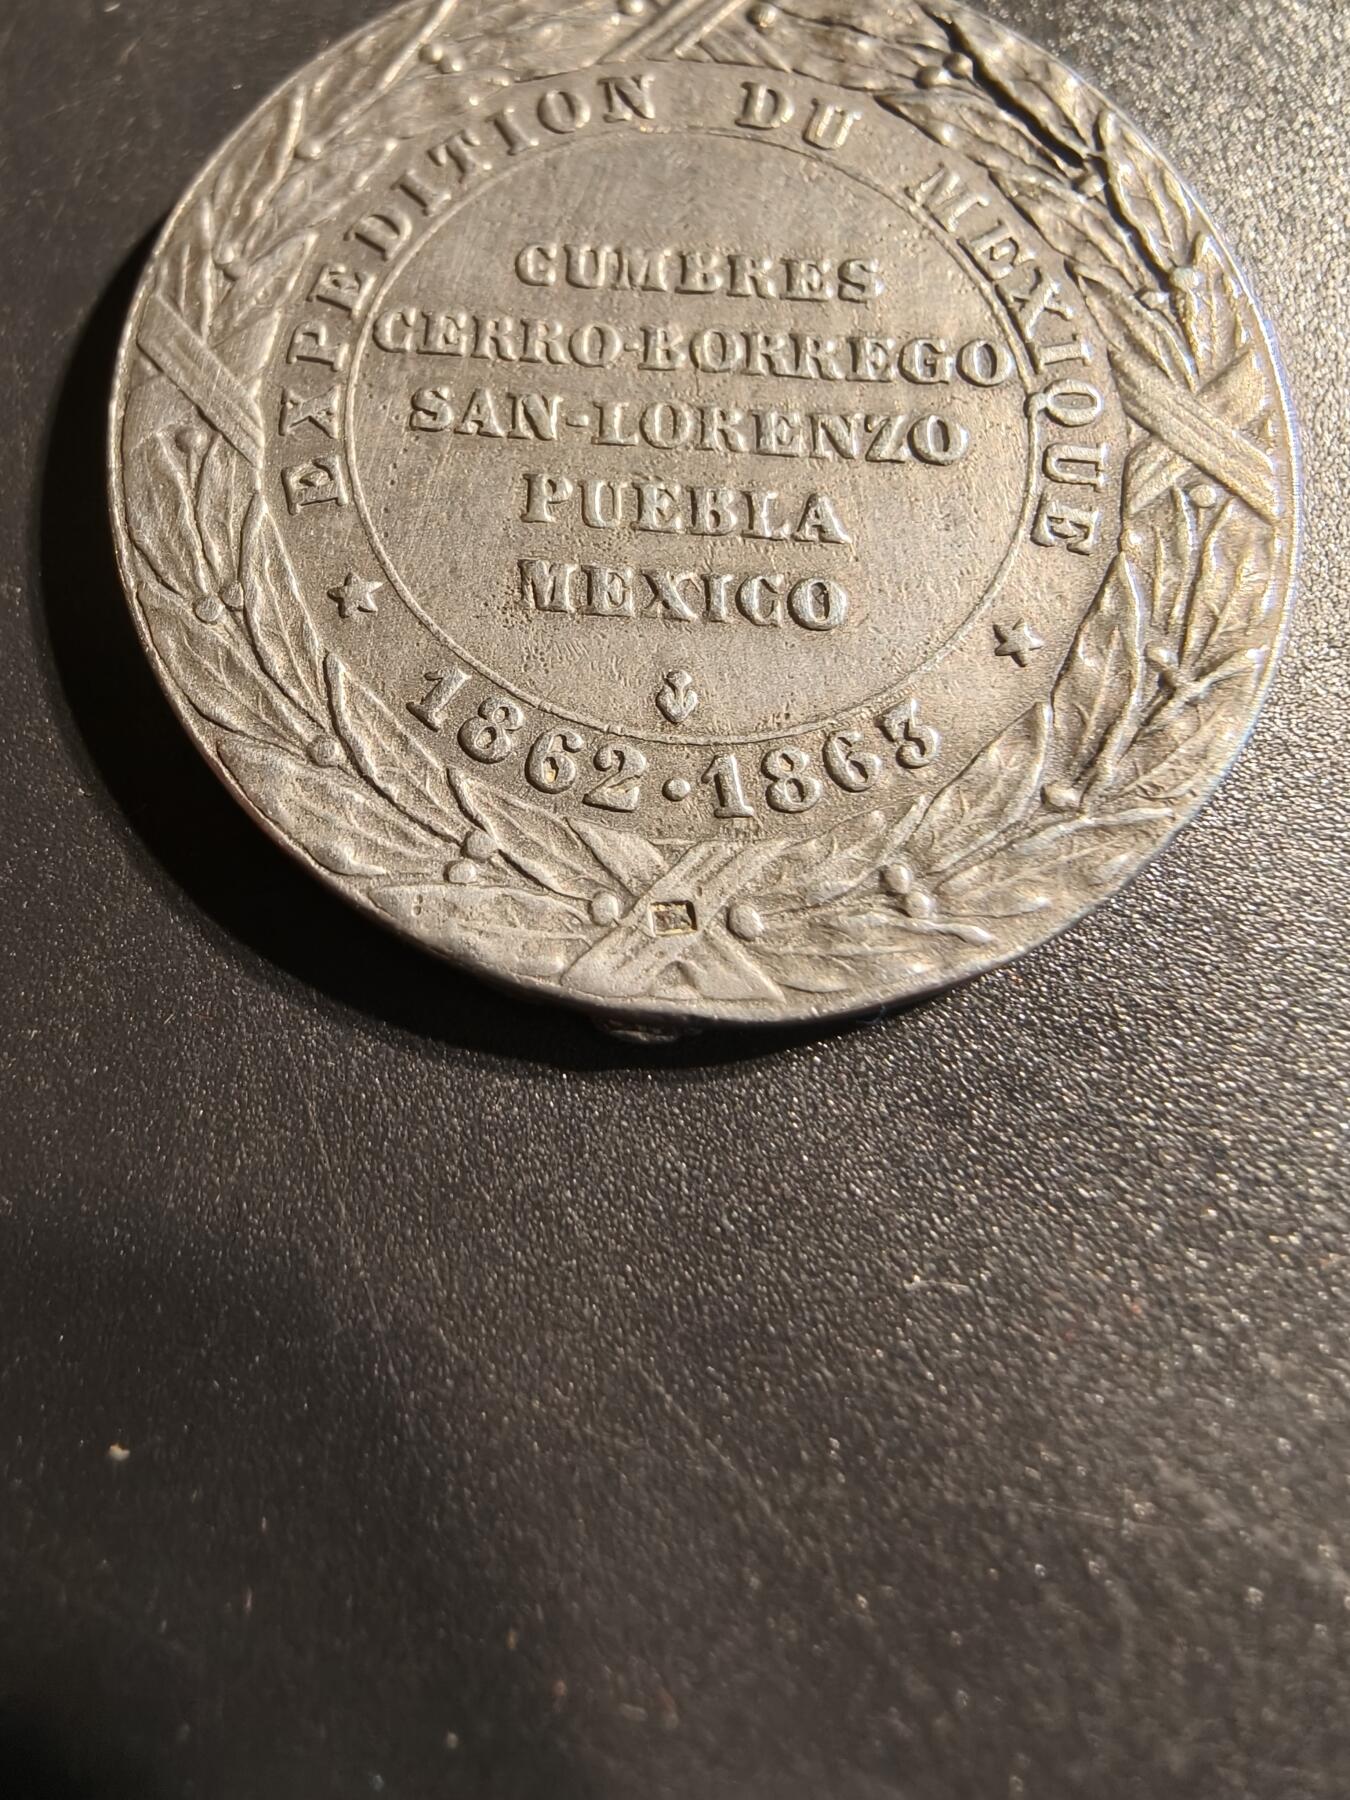 EXPEDITION DU MEXIQUE
CUMBRES
CERRO-BORREGO
SAN-LORENZO
PUEBLA
MEXICO
1862·1863